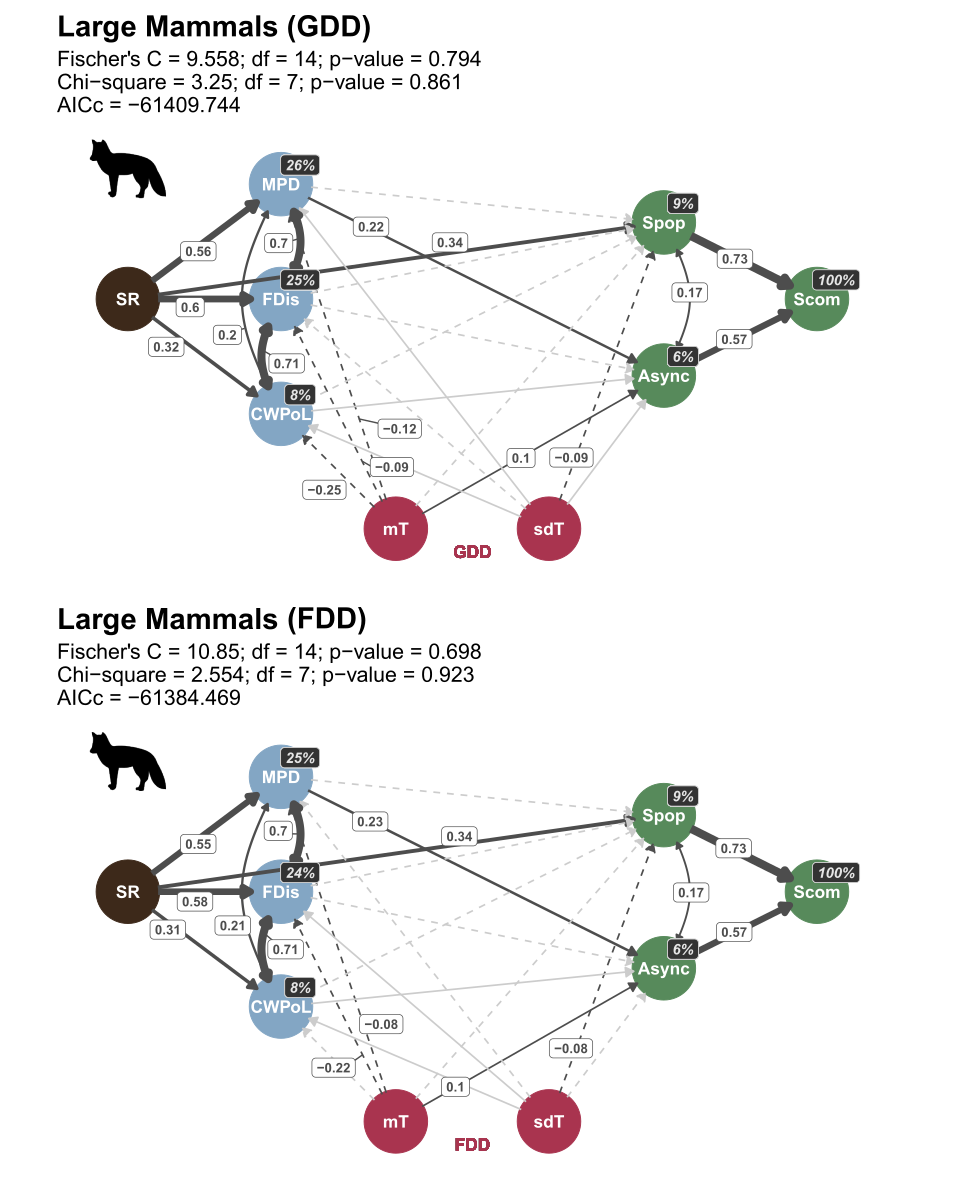 Large Mammals (GDD)
Fischer's C = 9.558; df = 14; p−value = 0.794
Chi−square = 3.25; df = 7; p−value = 0.861
AICc = −61409.744
26%
MPD
9%
Spop
0.22
0.34
0.56
0.7
0.73
25%
100%
SR
FDis
0.17
Scom
0.6
0.2
0.32
0.57
0.71
6%
Async
8%
CWPoL
−0.12
0.1
−0.09
−0.09
−0.25
mT
sdT
GDD
Large Mammals (FDD)
Fischer's C = 10.85; df = 14; p−value = 0.698
Chi−square = 2.554; df = 7; p−value = 0.923
AICc = −61384.469
25%
MPD
9%
Spop
0.23
0.34
0.55
0.7
0.73
24%
100%
SR
FDis
0.17
Scom
0.58
0.21
0.31
0.57
0.71
6%
Async
8%
CWPoL
−0.08
−0.08
−0.22
0.1
mT
sdT
FDD